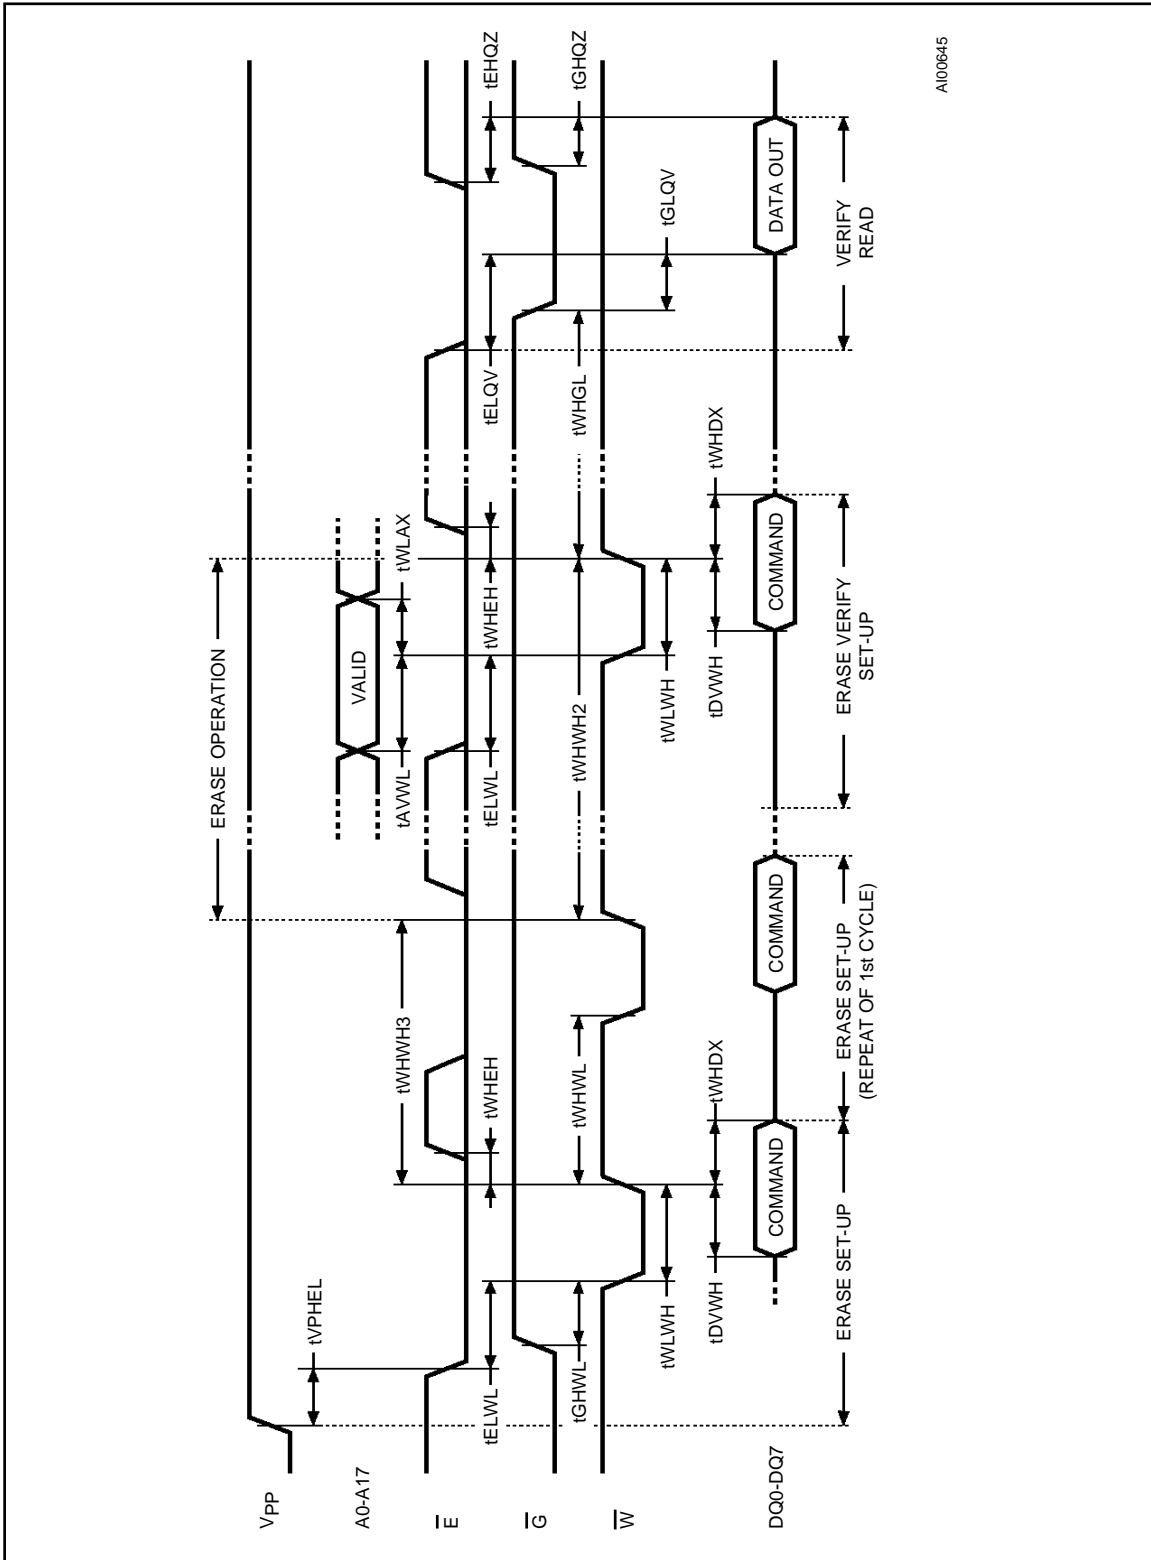 VPP
A0-A17
E
G
W
DQ0-DQ7
tVPHEL
ERASE OPERATION
tAVWL
VALID
tWLAX
tWHWH3
tELWL
tWHEH
tELWL
tWHEH
tELQV
tEHQZ
tGHWL
tWHWL
tWHWH2
tWHGL
tGHQZ
tWLWH
tWLWH
tGLQV
tDVWH
tWHDX
tDVWH
tWHDX
COMMAND
COMMAND
COMMAND
DATA OUT
ERASE SET-UP
ERASE SET-UP
(REPEAT OF 1st CYCLE)
ERASE VERIFY
SET-UP
VERIFY
READ
AI00645